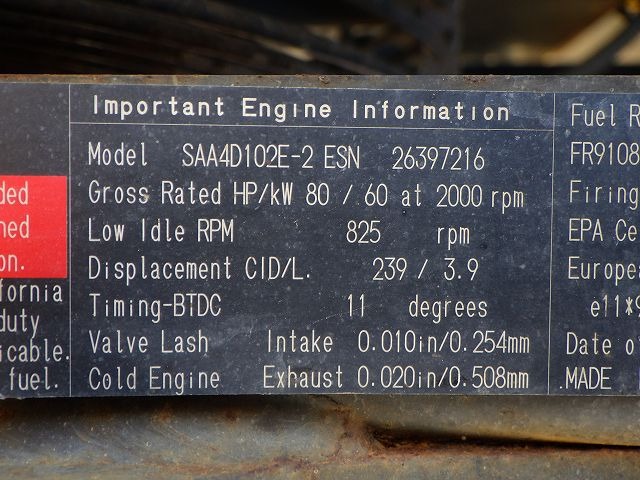 Important Engine Information
Model SAA4D102E-2 ESN 26397216
Gross Rated HP/kW 80 / 60 at 2000 rpm
Low Idle RPM 825 rpm
Displacement CID/L. 239 / 3.9
Timing-BTDC 11 degrees
Valve Lash Intake 0.010in/0.254mm
Cold Engine Exhaust 0.020in/0.508mm
ded
ned
on.
fornia
duty
icable.
fuel.
Fuel R
FR9108
Firing
EPA Ce
Europe
e11*9
Date o
MADE